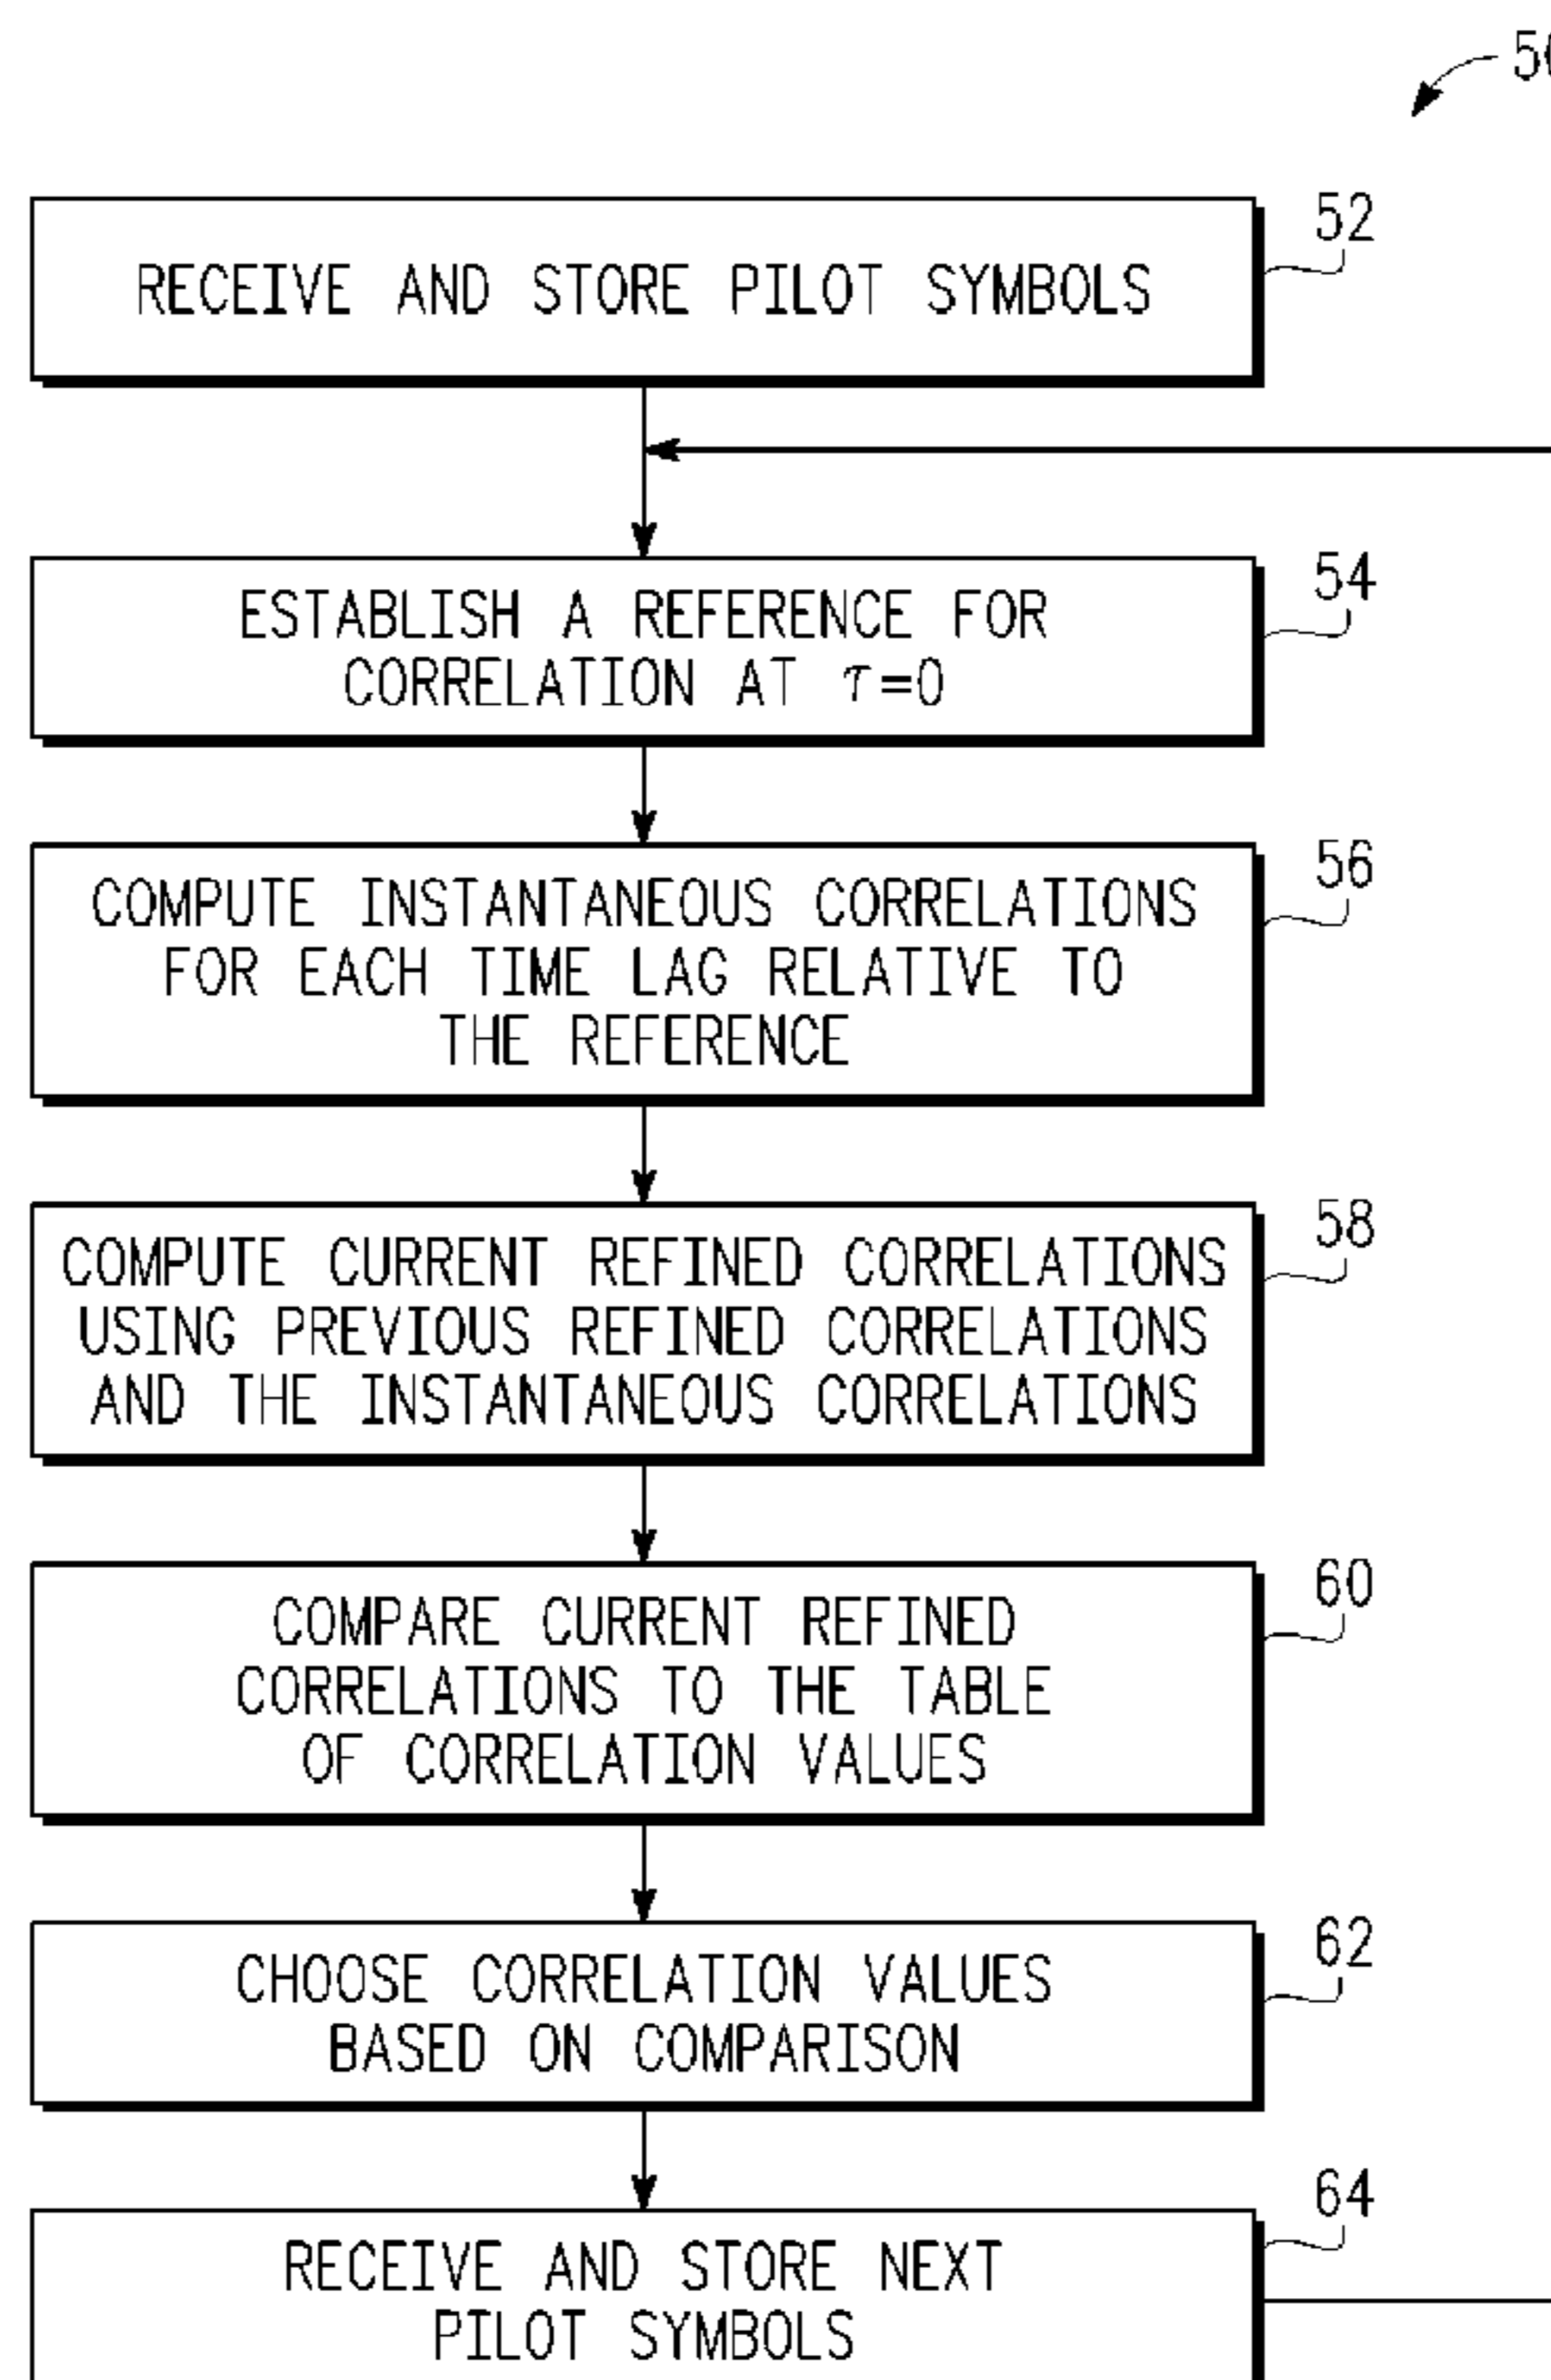 52
RECEIVE AND STORE PILOT SYMBOLS
54
ESTABLISH A REFERENCE FOR
CORRELATION AT τ=0
56
COMPUTE INSTANTANEOUS CORRELATIONS
FOR EACH TIME LAG RELATIVE TO
THE REFERENCE
58
COMPUTE CURRENT REFINED CORRELATIONS
USING PREVIOUS REFINED CORRELATIONS
AND THE INSTANTANEOUS CORRELATIONS
60
COMPARE CURRENT REFINED
CORRELATIONS TO THE TABLE
OF CORRELATION VALUES
62
CHOOSE CORRELATION VALUES
BASED ON COMPARISON
64
RECEIVE AND STORE NEXT
PILOT SYMBOLS